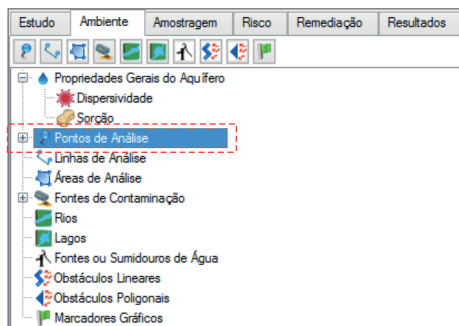 Estudo Ambiente Amostragem Risco Remediação Resultados
Propriedades Gerais do Aquífero
Dispersividade
Sorção
Pontos de Análise
Linhas de Análise
Áreas de Análise
Fontes de Contaminação
Rios
Lagos
Fontes ou Sumidouros de Água
Obstáculos Lineares
Obstáculos Poligonais
Marcadores Gráficos